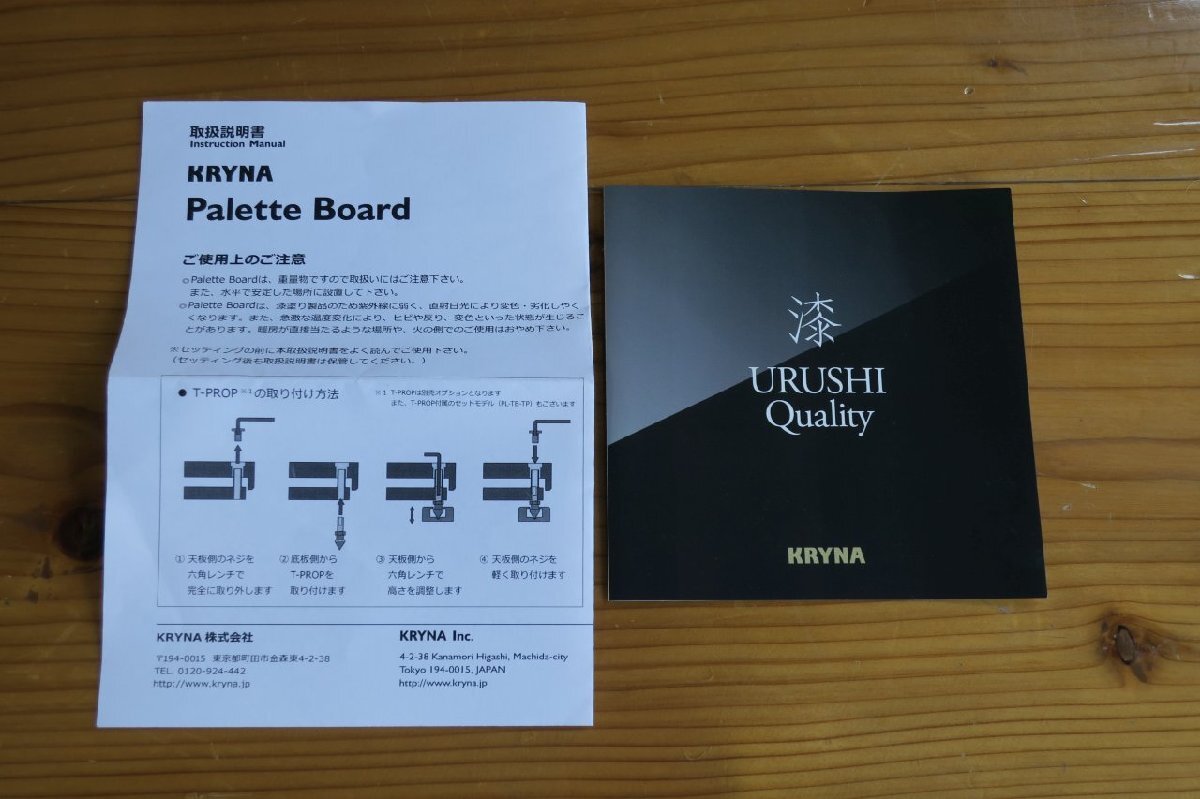 取扱説明書
Instruction Manual
KRYNA
Palette Board
ご使用上のご注意
◎Palette Boardは、重量物ですので取扱いにはご注意下さい。
また、水平で安定した場所に設置して下さい。
◎Palette Boardは、漆塗り製品のため紫外線に弱く、直射日光により変色・劣化しやく
くなります。また、急激な温度変化により、ヒビや反り、変色といった状態が生じるこ
とがあります。暖房が直接当たるような場所や、火の側でのご使用はおやめ下さい。
※セッティングの前に本取扱説明書をよく読んでご使用下さい。
(セッティング後も取扱説明書は保管してください。)
● T-PROP※1の取り付け方法
※1 T-PROPは別売オプションとなります
また、T-PROP付属のセットモデル（PL-TE-TP）もございます
① 天板側のネジを
六角レンチで
完全に取り外します
② 底板側から
T-PROPを
取り付けます
③ 天板側から
六角レンチで
高さを調整します
④ 天板側のネジを
軽く取り付けます
KRYNA 株式会社
〒194-0015 東京都町田市金森東4-2-38
TEL. 0120-924-442
http://www.kryna.jp
KRYNA Inc.
4-2-38 Kanamori Higashi, Machida-city
Tokyo 194-0015, JAPAN
http://www.kryna.jp
漆
URUSHI
Quality
KRYNA